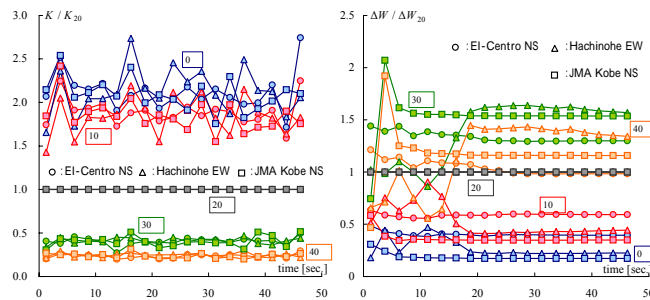 K / K20
3.0
2.5
2.0
1.5
1.0
0.5
0.0
0
10
○ : EI-Centro NS △ : Hachinohe EW □ : JMA Kobe NS
20
30
40
time [sec.]
0 10 20 30 40 50
ΔW / ΔW20
2.5
2
1.5
1
0.5
0
○ : EI-Centro NS △ : Hachinohe EW
□ : JMA Kobe NS
30
40
20
10
0
time [sec.]
0 10 20 30 40 50